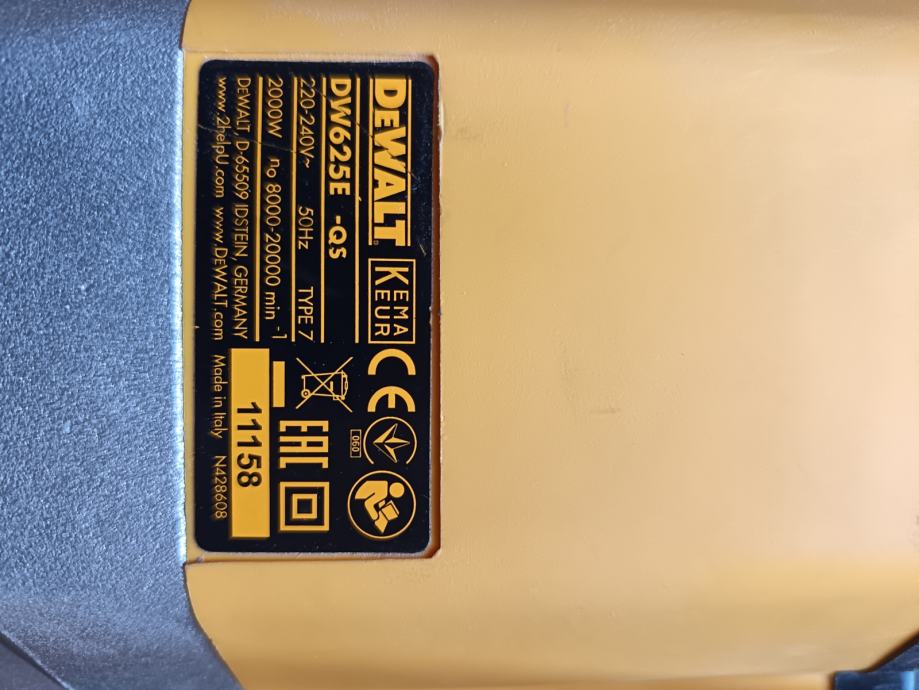 DEWALT KEMA KEUR CE
DW625E -QS
060
220-240V~ 50Hz TYPE 7
EAC
2000W n₀ 8000-20000 min⁻¹
DEWALT, D-65509 IDSTEIN, GERMANY
11158
www.2helpU.com www.DEWALT.com Made in Italy N428608